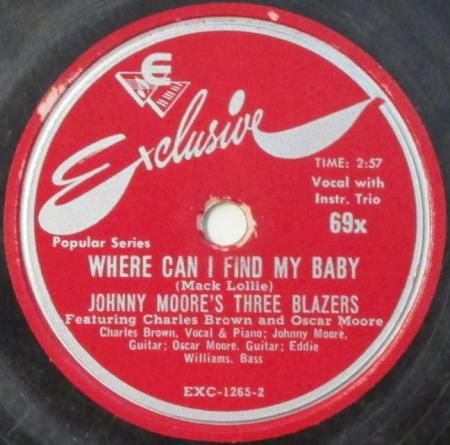 E
Exclusive
TIME: 2:57
Vocal with
Instr. Trio
69x
Popular Series
WHERE CAN I FIND MY BABY
(Mack Lollie)
JOHNNY MOORE'S THREE BLAZERS
Featuring Charles Brown and Oscar Moore
Charles Brown, Vocal & Piano; Johnny Moore,
Guitar; Oscar Moore, Guitar; Eddie
Williams, Bass
EXC-1265-2